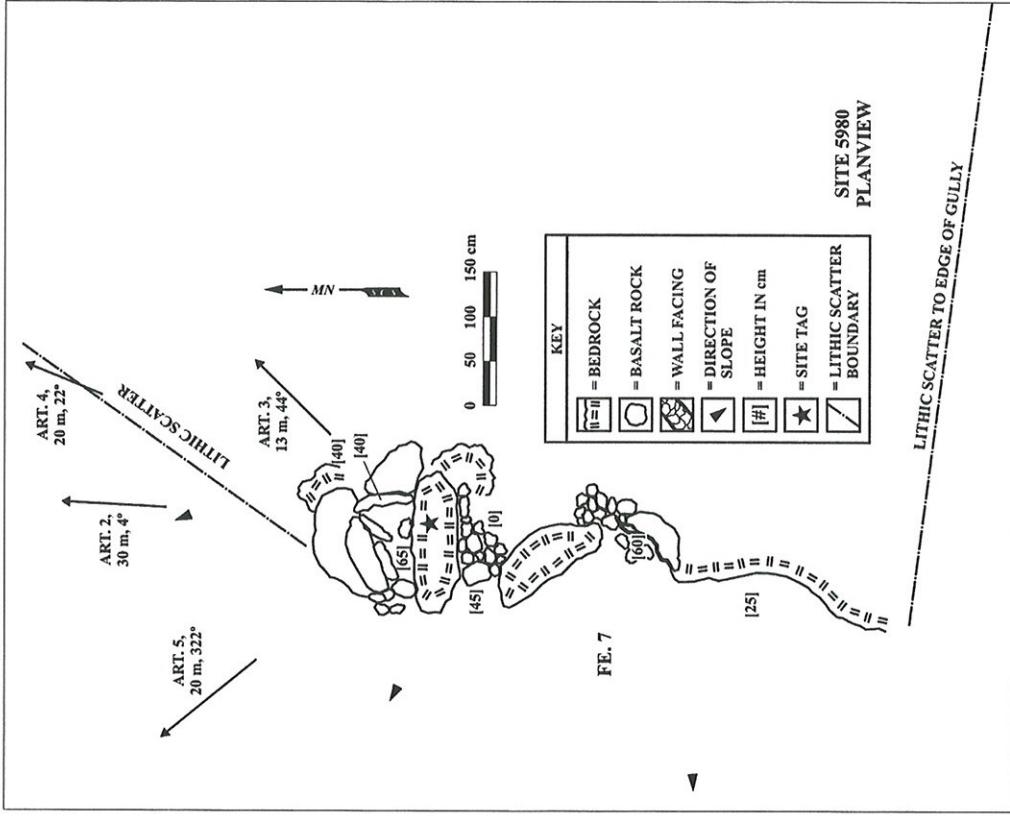 ART. 4,
20 m, 22°
ART. 2,
30 m, 4°
ART. 5,
20 m, 322°
LITHIC SCATTER
ART. 3,
13 m, 44°
[40]
[40]
[65]
[45]
[0]
[60]
[25]
FE. 7
MN
0 50 100 150 cm
KEY
= BEDROCK
= BASALT ROCK
= WALL FACING
= DIRECTION OF
SLOPE
[#] = HEIGHT IN cm
= SITE TAG
= LITHIC SCATTER
BOUNDARY
SITE 5980
PLANVIEW
LITHIC SCATTER TO EDGE OF GULLY